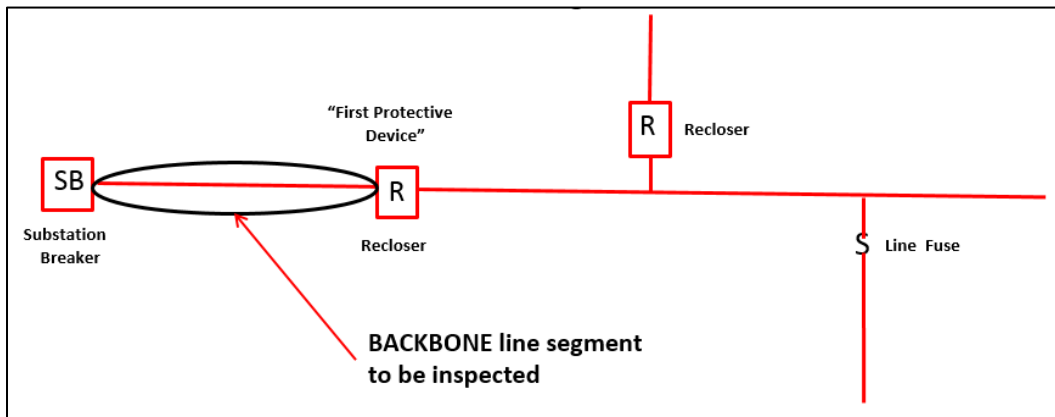 "First Protective
Device"
R
Recloser
SB
R
Substation
Breaker
Recloser
S
Line Fuse
BACKBONE line segment
to be inspected